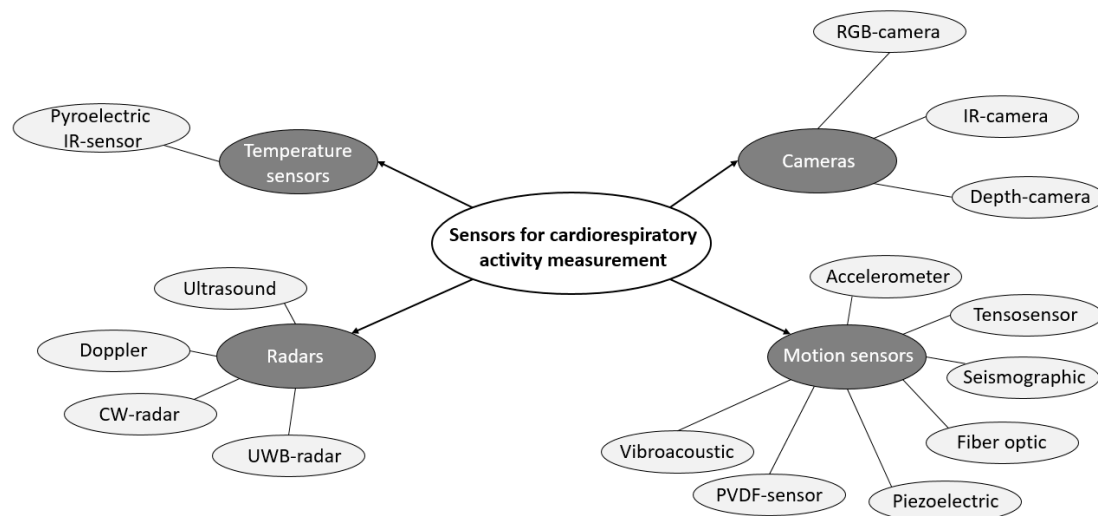 RGB-camera
Pyroelectric
IR-sensor
IR-camera
Temperature
sensors
Cameras
Depth-camera
Sensors for cardiorespiratory
activity measurement
Ultrasound
Accelerometer
Tensosensor
Doppler
Radars
Motion sensors
Seismographic
CW-radar
UWB-radar
Vibroacoustic
Fiber optic
PVDF-sensor
Piezoelectric